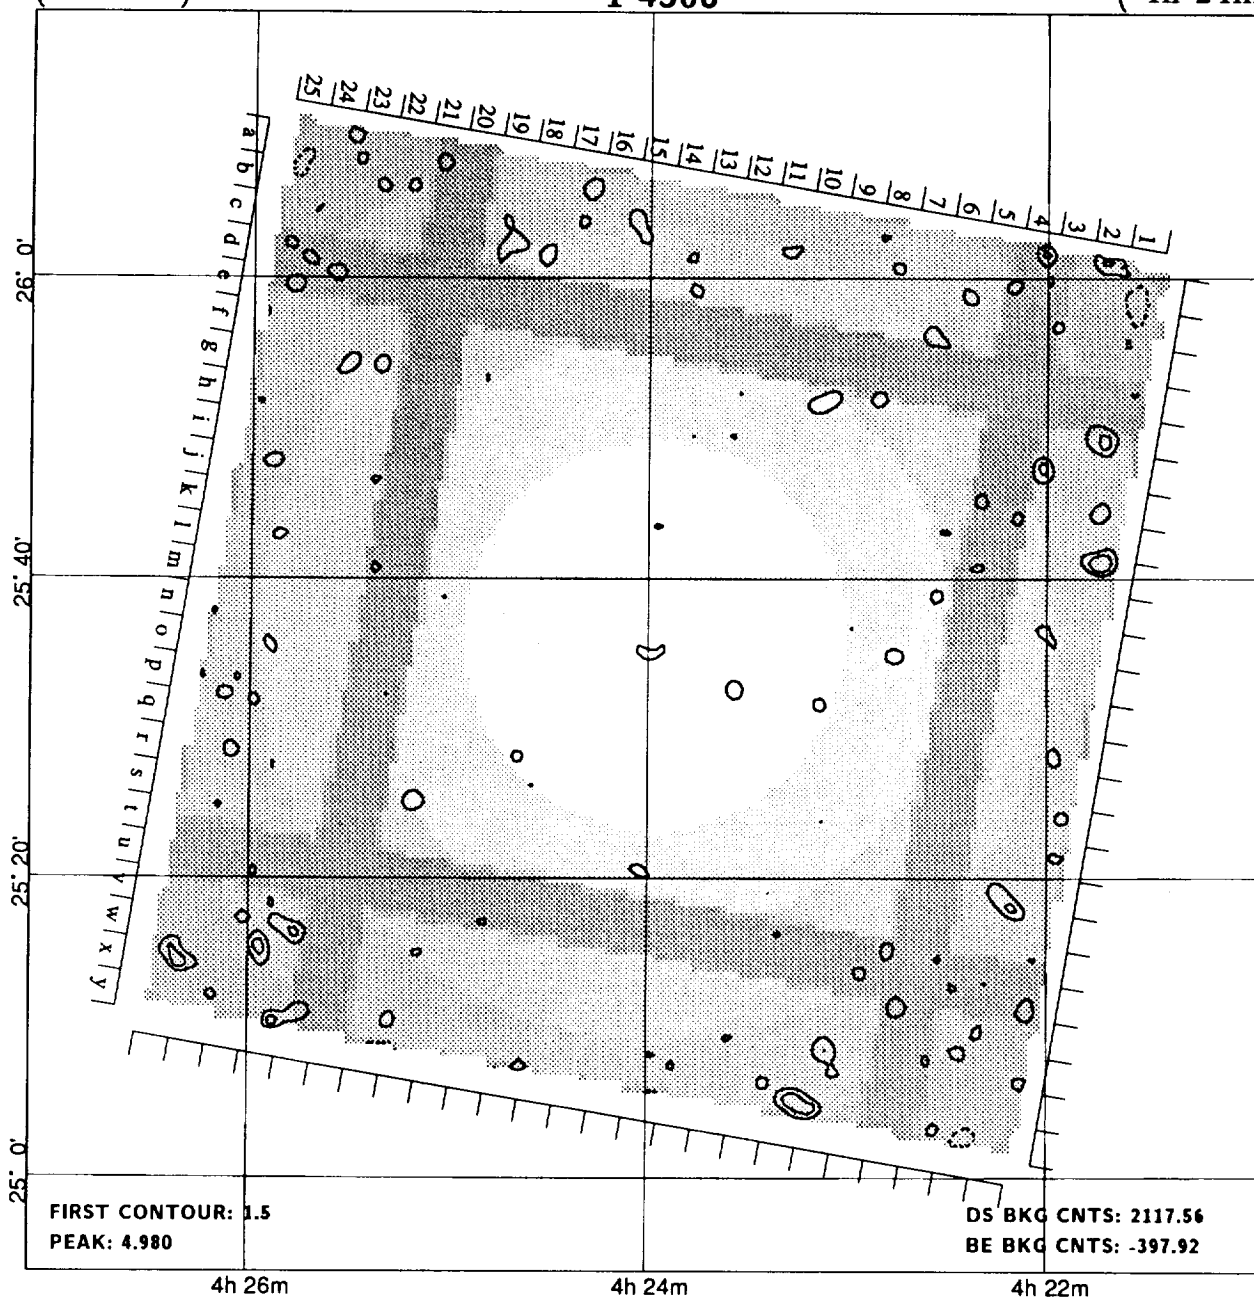 25 24 23 22 21 20 19 18 17 16 15 14 13 12 11 10 9 8 7 6 5 4 3 2 1
a b c d e f g h i j k l m n o p q r s t u v w x y
26° 0'
25° 40'
25° 20'
25° 0'
FIRST CONTOUR: 1.5
PEAK: 4.980
DS BKG CNTS: 2117.56
BE BKG CNTS: -397.92
4h 26m 4h 24m 4h 22m